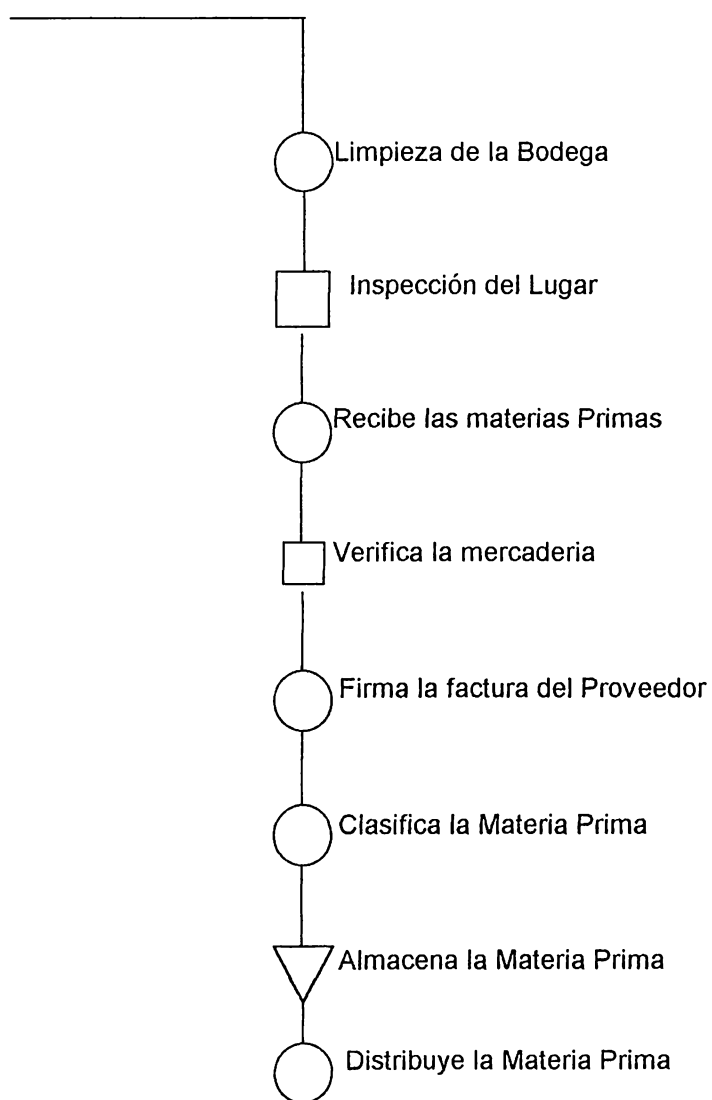 Limpieza de la Bodega
Inspección del Lugar
Recibe las materias Primas
Verifica la mercaderia
Firma la factura del Proveedor
Clasifica la Materia Prima
Almacena la Materia Prima
Distribuye la Materia Prima